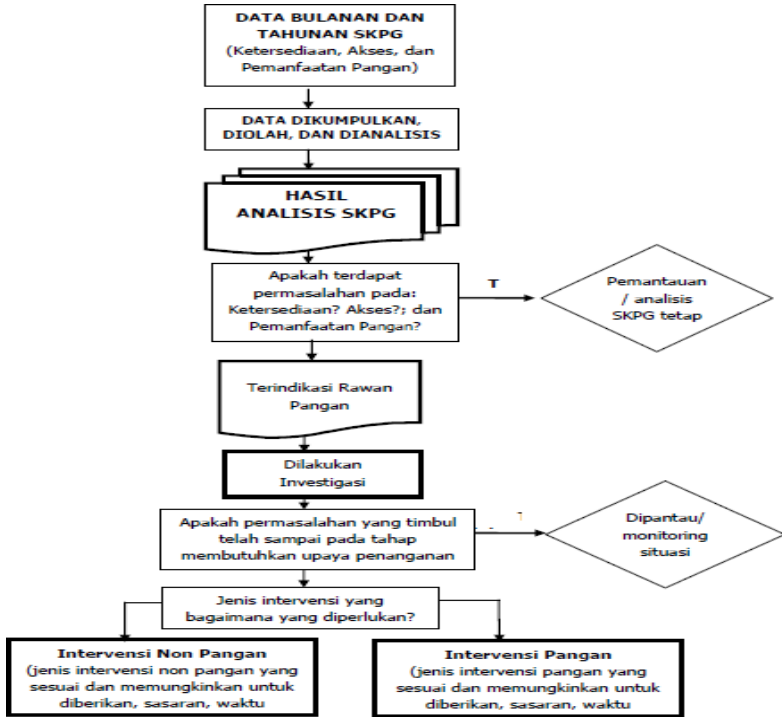 DATA BULANAN DAN
TAHUNAN SKPG
(Ketersediaan, Akses, dan
Pemanfaatan Pangan)
DATA DIKUMPULKAN,
DIOLAH, DAN DIANALISIS
HASIL
ANALISIS SKPG
Apakah terdapat
permasalahan pada:
Ketersediaan? Akses?; dan
Pemanfaatan Pangan?
T
Pemantauan
/ analisis
SKPG tetap
Terindikasi Rawan
Pangan
Dilakukan
Investigasi
Apakah permasalahan yang timbul
telah sampai pada tahap
membutuhkan upaya penanganan
Dipantau/
monitoring
situasi
Jenis intervensi yang
bagaimana yang diperlukan?
Intervensi Non Pangan
(jenis intervensi non pangan yang
sesuai dan memungkinkan untuk
diberikan, sasaran, waktu
Intervensi Pangan
(jenis intervensi pangan yang
sesuai dan memungkinkan untuk
diberikan, sasaran, waktu